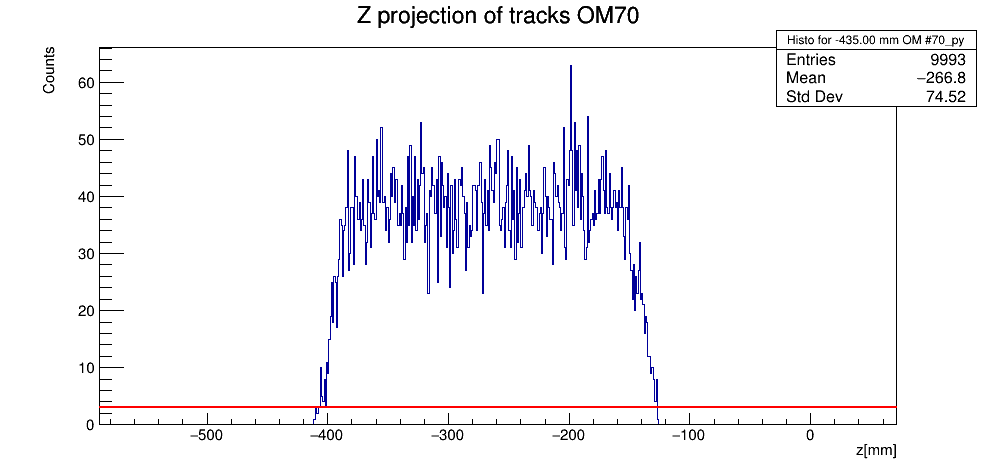 Z projection of tracks OM70
Histo for -435.00 mm OM #70_py
Entries 9993
Mean −266.8
Std Dev 74.52
Counts
60
50
40
30
20
10
0
−500 −400 −300 −200 −100 0
z[mm]